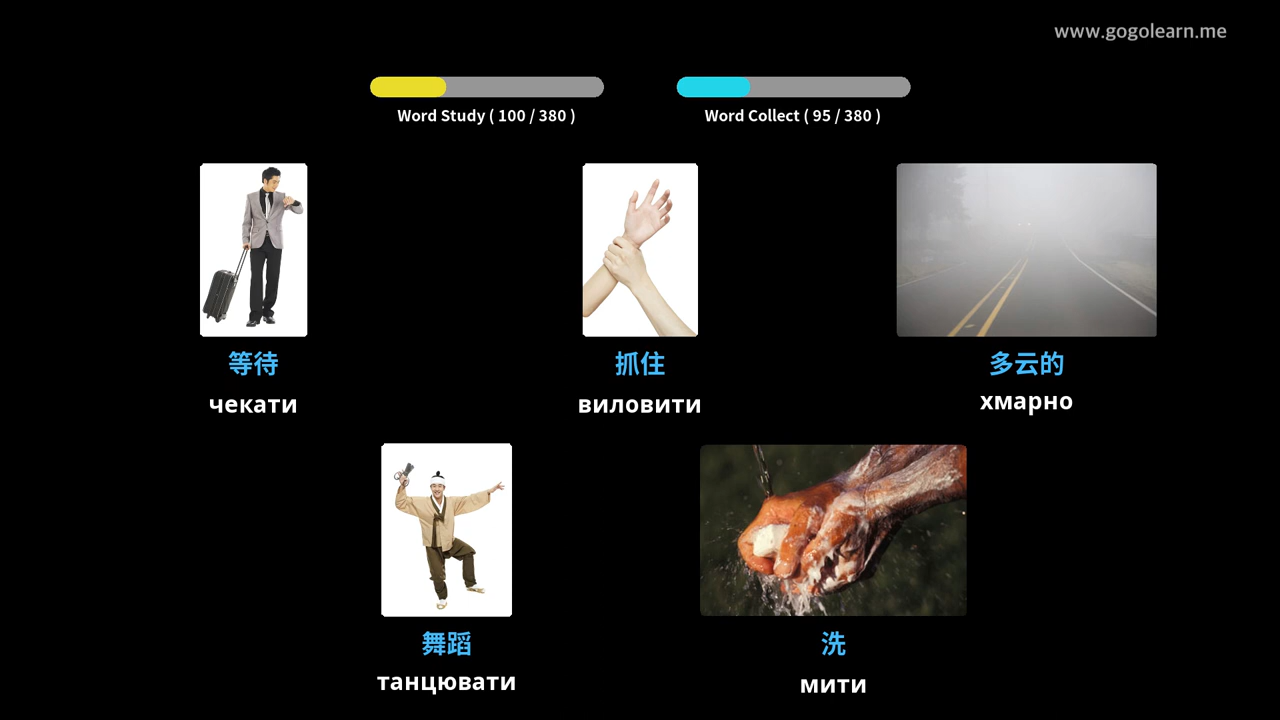 www.gogolearn.me
Word Study ( 100 / 380 )
Word Collect ( 95 / 380 )
等待
чекати
抓住
виловити
多云的
хмарно
舞蹈
танцювати
洗
мити